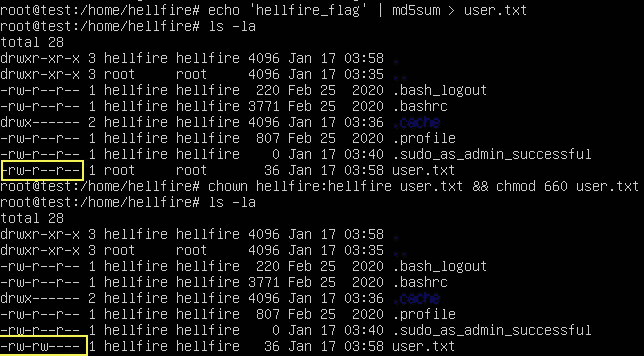 root@test:/home/hellfire# echo 'hellfire_flag' | md5sum > user.txt
root@test:/home/hellfire# ls -la
total 28
drwxr-xr-x 3 hellfire hellfire 4096 Jan 17 03:58 .
drwxr-xr-x 3 root     root     4096 Jan 17 03:35 ..
-rw-r--r-- 1 hellfire hellfire  220 Feb 25  2020 .bash_logout
-rw-r--r-- 1 hellfire hellfire 3771 Feb 25  2020 .bashrc
drwx------ 2 hellfire hellfire 4096 Jan 17 03:36 .cache
-rw-r--r-- 1 hellfire hellfire  807 Feb 25  2020 .profile
-rw-r--r-- 1 hellfire hellfire    0 Jan 17 03:40 .sudo_as_admin_successful
-rw-r--r-- 1 root     root       36 Jan 17 03:58 user.txt
root@test:/home/hellfire# chown hellfire:hellfire user.txt && chmod 660 user.txt
root@test:/home/hellfire# ls -la
total 28
drwxr-xr-x 3 hellfire hellfire 4096 Jan 17 03:58 .
drwxr-xr-x 3 root     root     4096 Jan 17 03:35 ..
-rw-r--r-- 1 hellfire hellfire  220 Feb 25  2020 .bash_logout
-rw-r--r-- 1 hellfire hellfire 3771 Feb 25  2020 .bashrc
drwx------ 2 hellfire hellfire 4096 Jan 17 03:36 .cache
-rw-r--r-- 1 hellfire hellfire  807 Feb 25  2020 .profile
-rw-r--r-- 1 hellfire hellfire    0 Jan 17 03:40 .sudo_as_admin_successful
-rw-rw---- 1 hellfire hellfire   36 Jan 17 03:58 user.txt